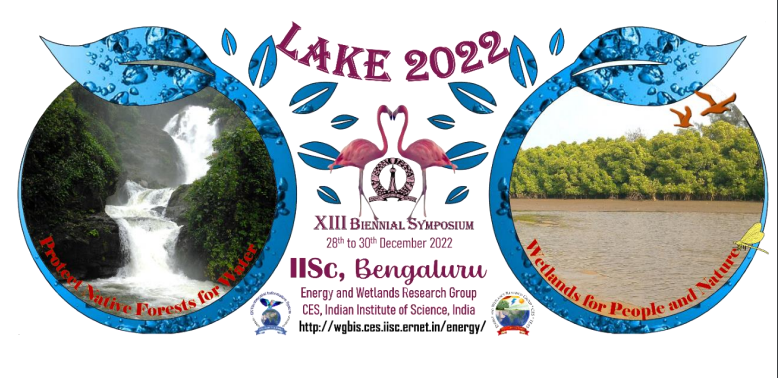 LAKE 2022
XIII BIENNIAL SYMPOSIUM
28th to 30th December 2022
IISc, Bengaluru
Energy and Wetlands Research Group
CES, Indian Institute of Science, India
http://wgbis.ces.iisc.ernet.in/energy/
Protect Native Forests for Water
Wetlands for People and Nature